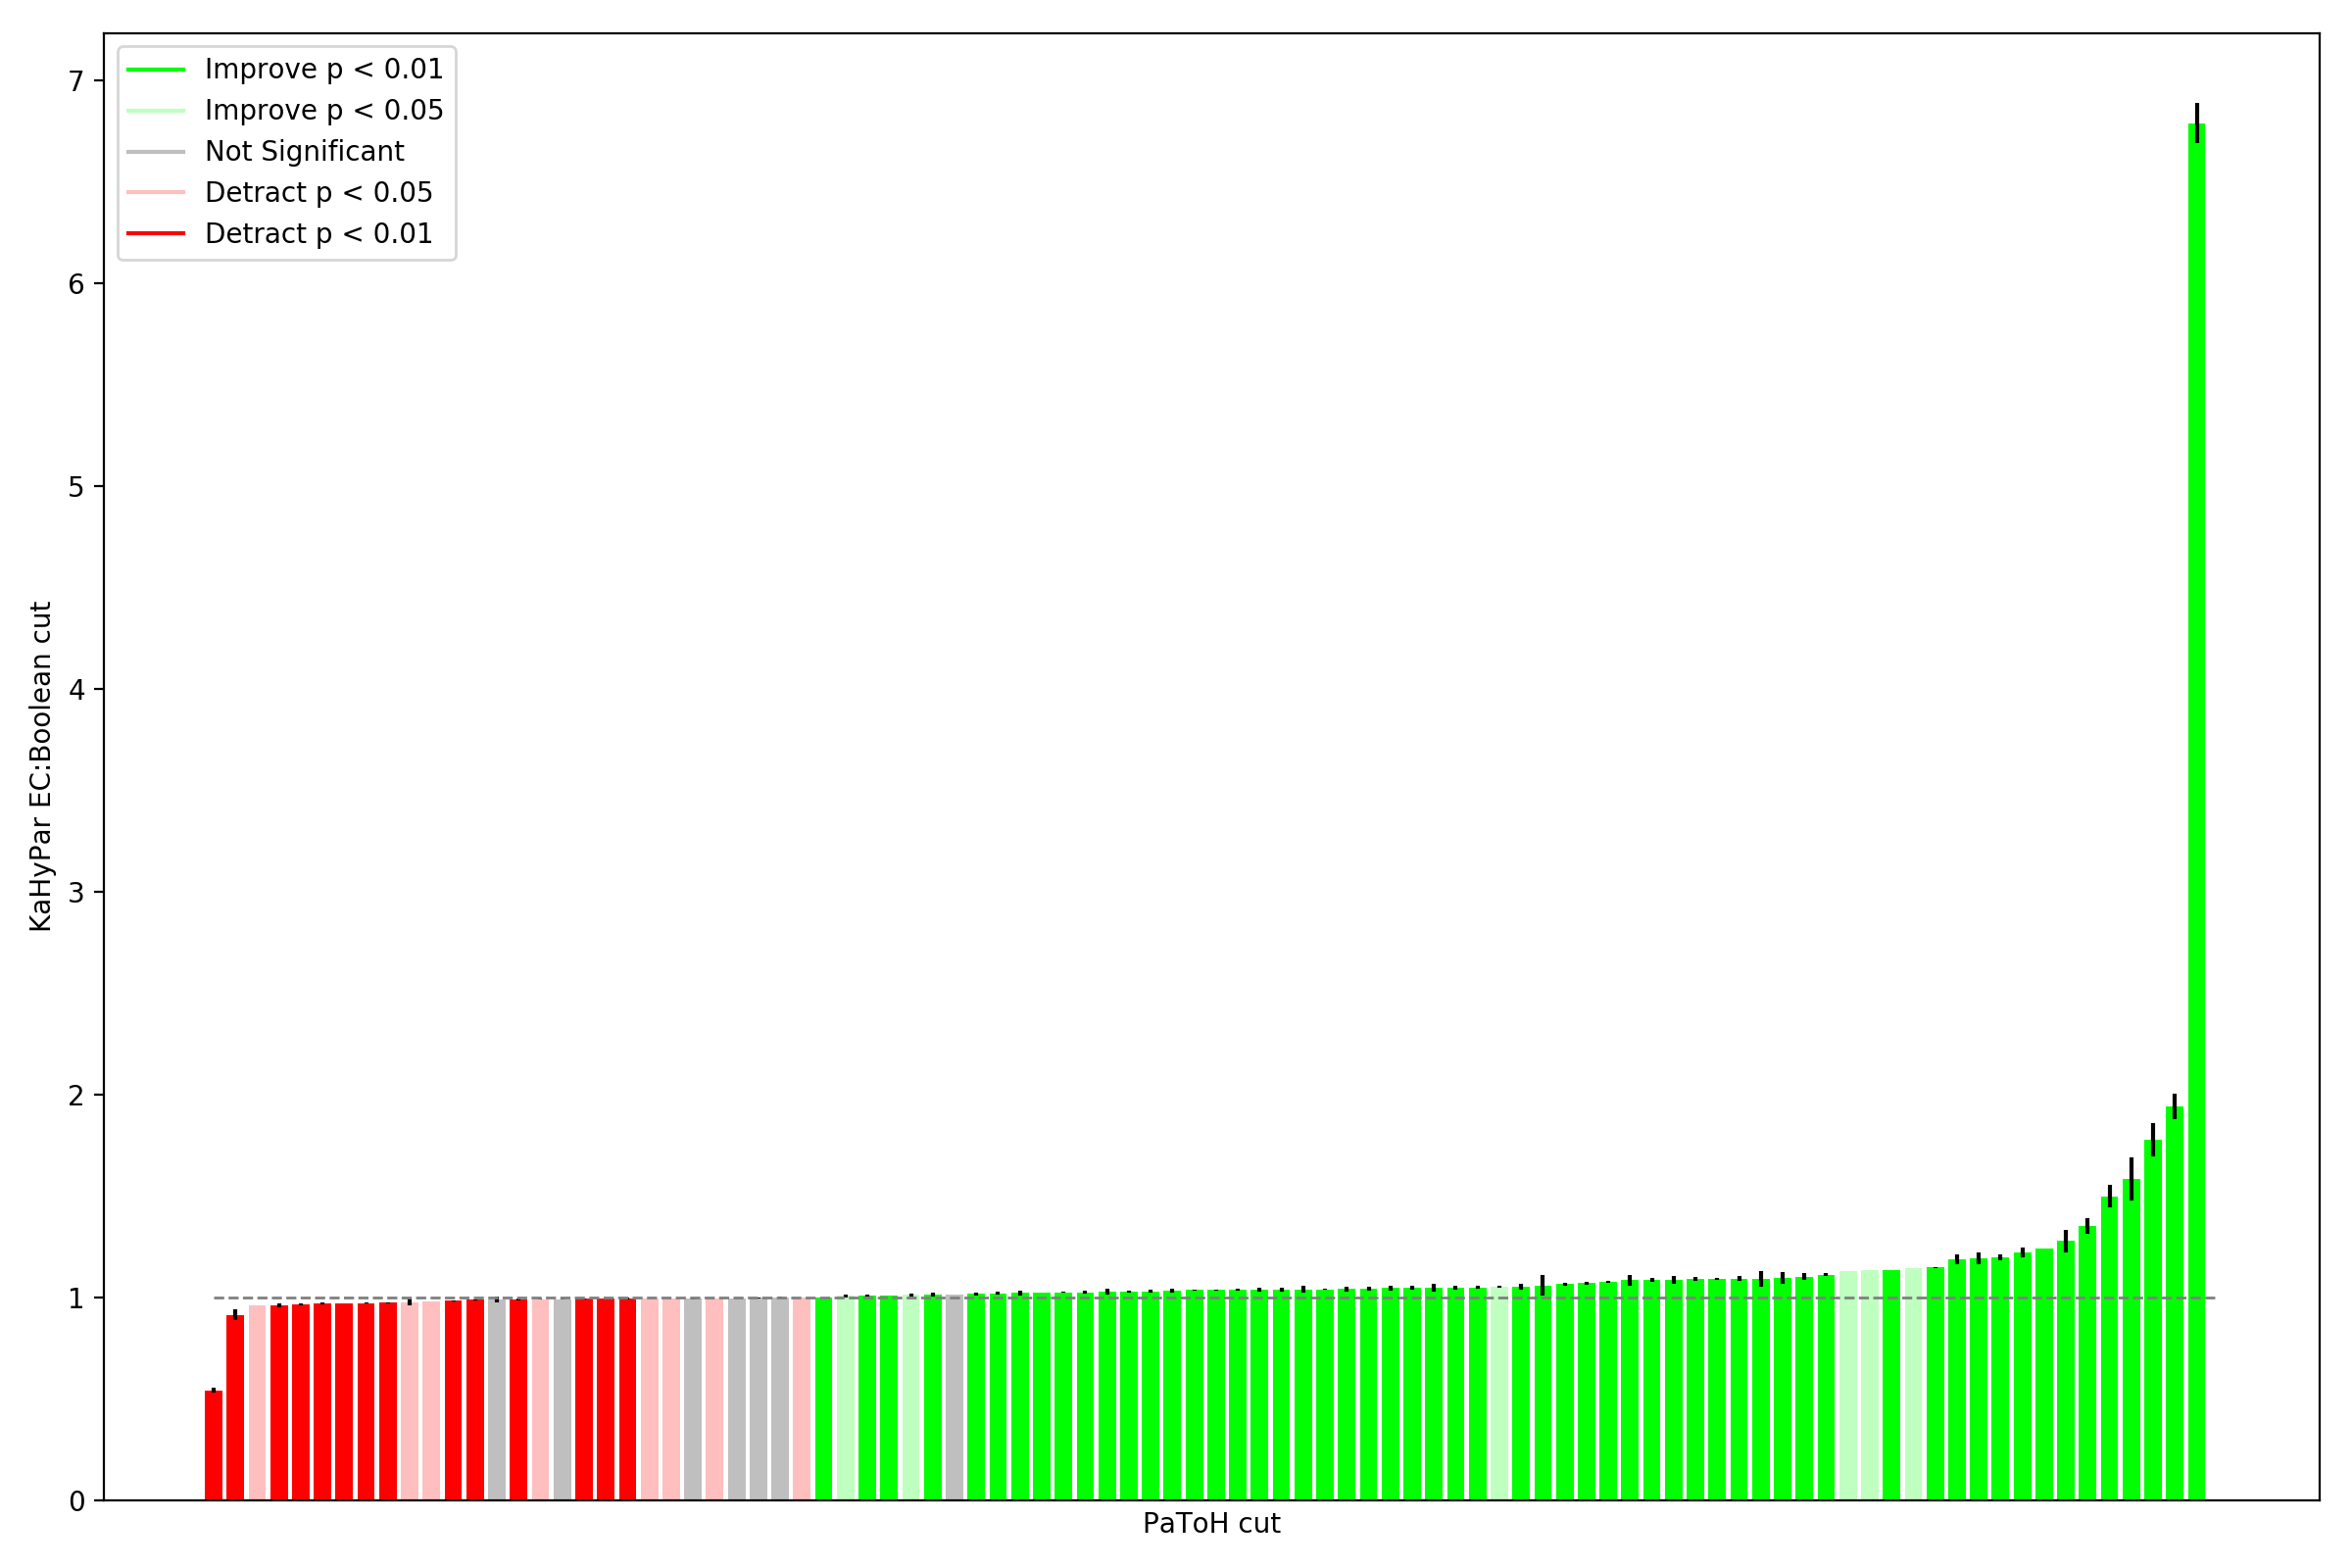 Improve p < 0.01
Improve p < 0.05
Not Significant
Detract p < 0.05
Detract p < 0.01
7
6
5
4
3
2
1
0
KaHyPar EC:Boolean cut
PaToH cut